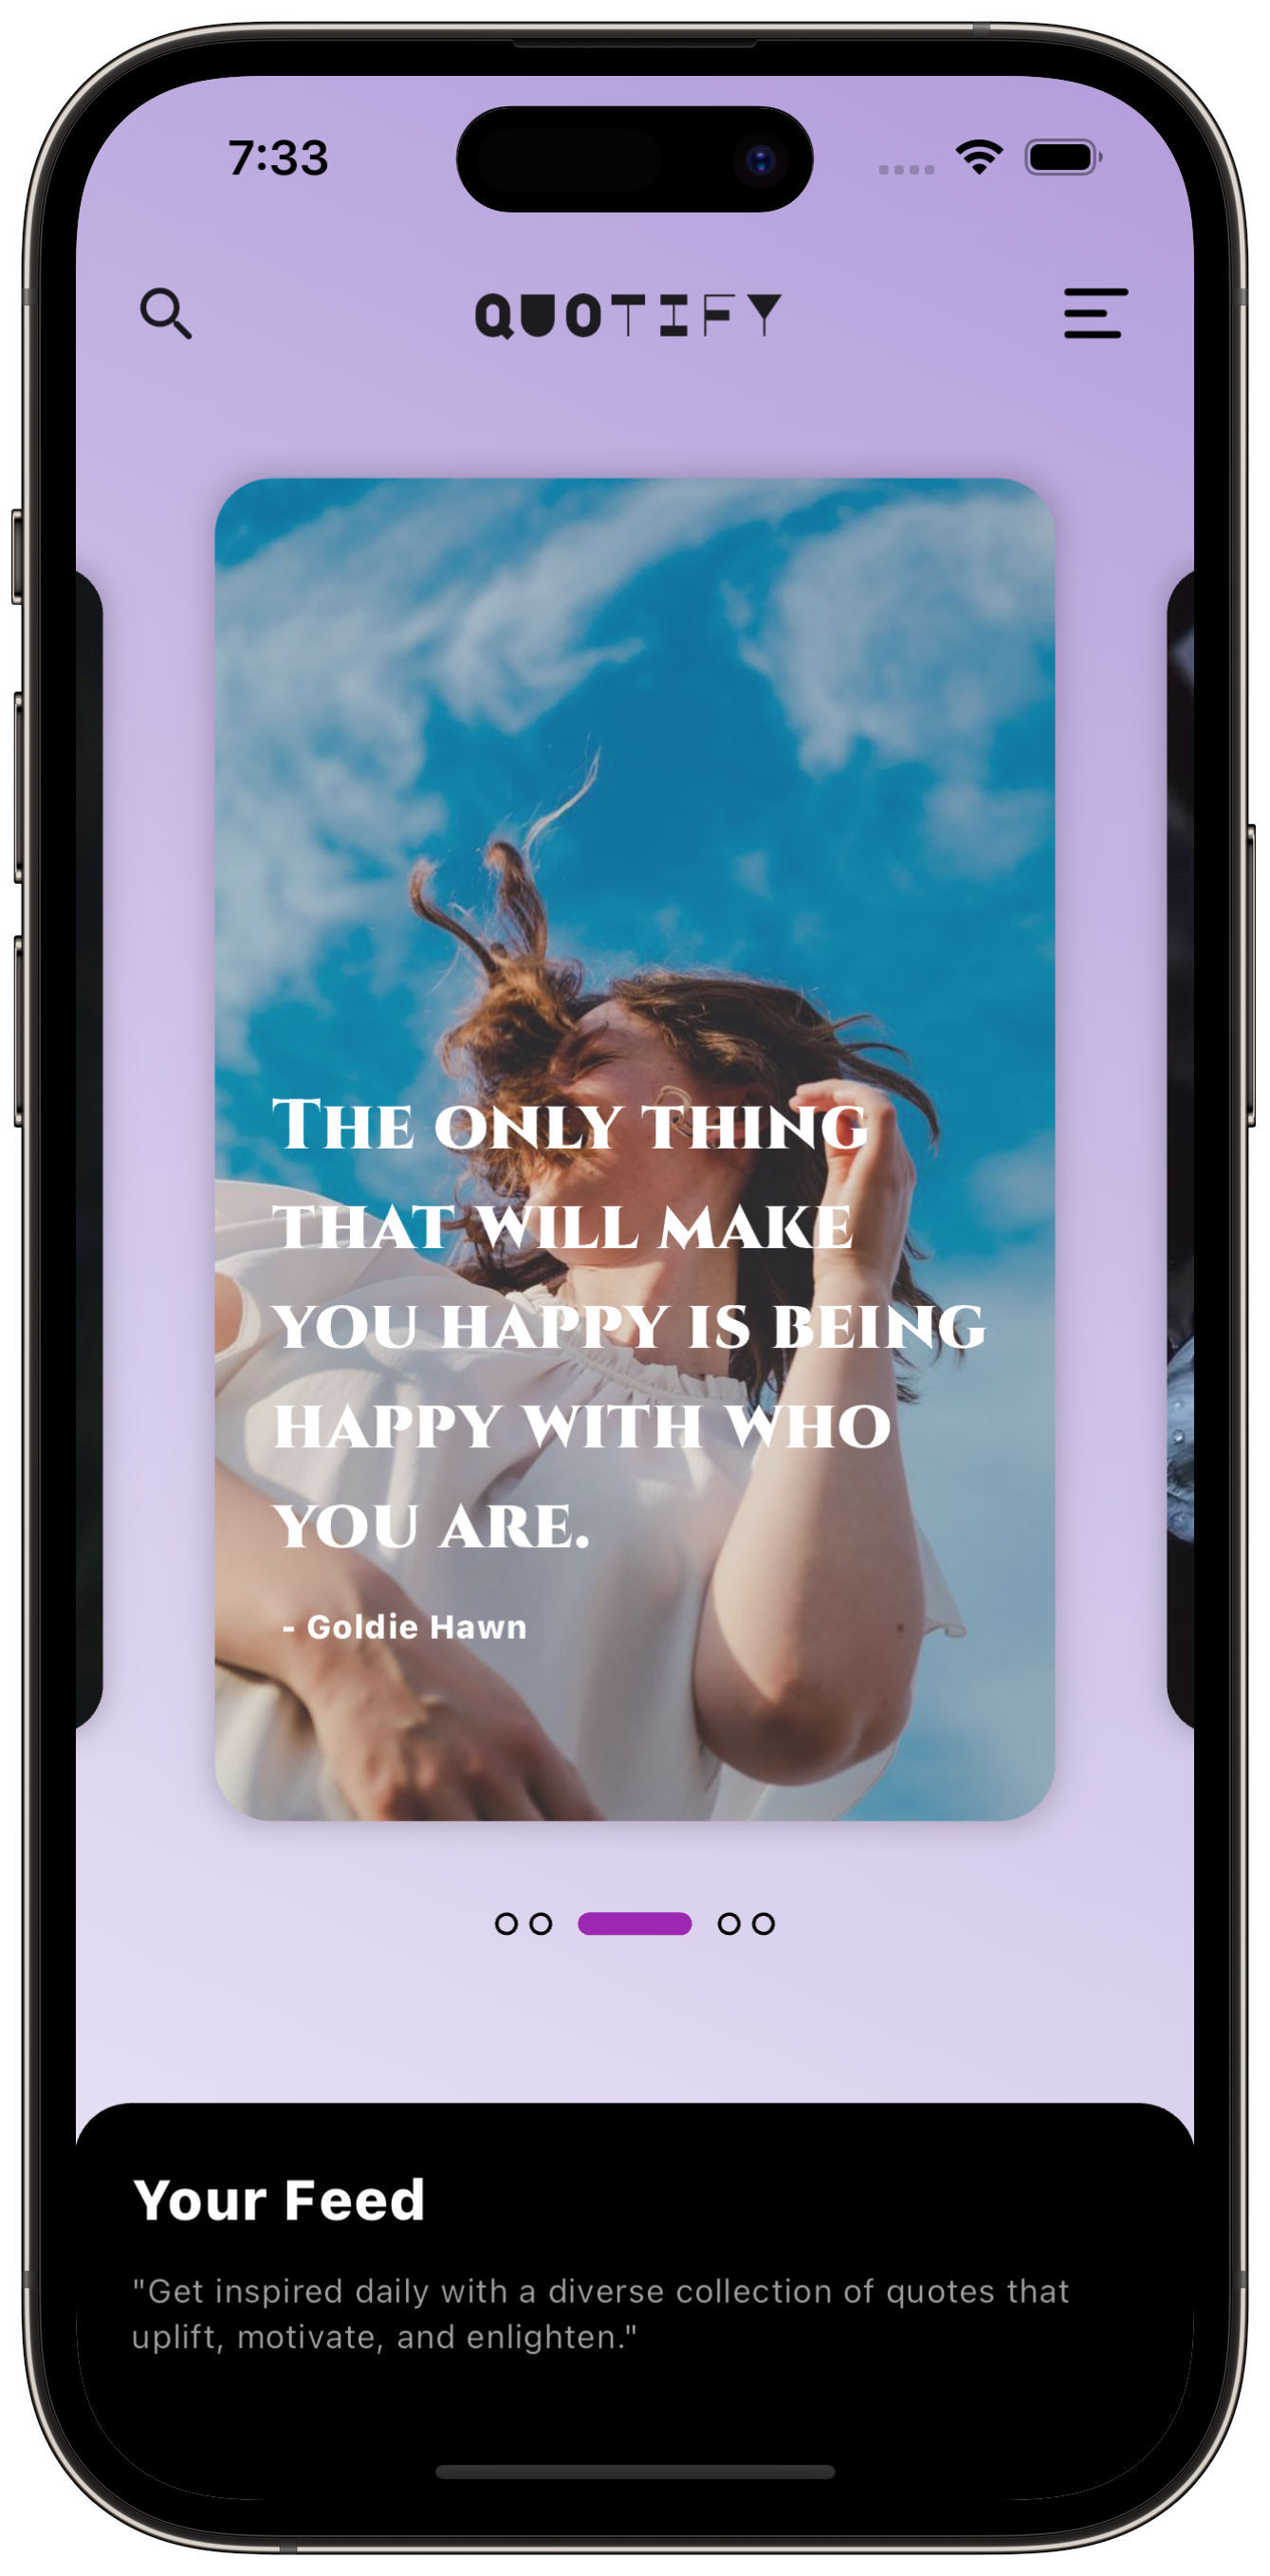 7:33
QUOTIFY
The only thing
that will make
you happy is being
happy with who
you are.
- Goldie Hawn
Your Feed
"Get inspired daily with a diverse collection of quotes that
uplift, motivate, and enlighten."